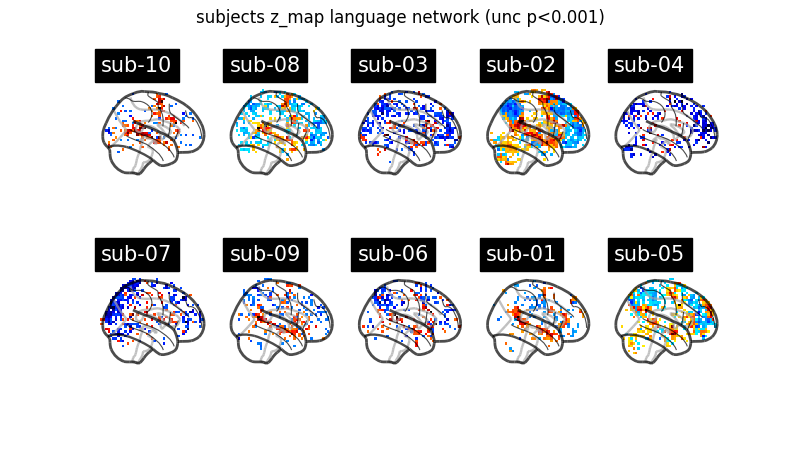 subjects z_map language network (unc p<0.001)
sub-10 sub-08 sub-03 sub-02 sub-04
sub-07 sub-09 sub-06 sub-01 sub-05